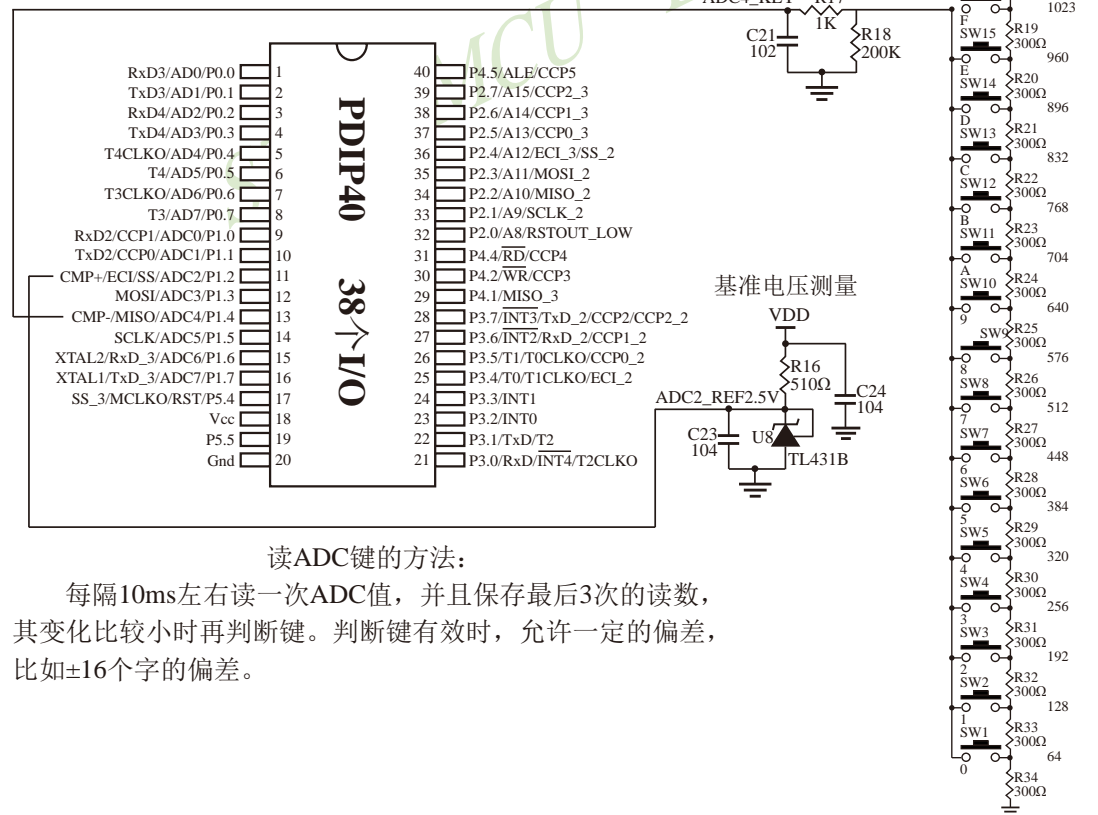 ADC4_KEY R17
1K
C21
102
R18
200K
MCU
PDIP40 38个I/O
RxD3/AD0/P0.0 1
TxD3/AD1/P0.1 2
RxD4/AD2/P0.2 3
TxD4/AD3/P0.3 4
T4CLKO/AD4/P0.4 5
T4/AD5/P0.5 6
T3CLKO/AD6/P0.6 7
T3/AD7/P0.7 8
RxD2/CCP1/ADC0/P1.0 9
TxD2/CCP0/ADC1/P1.1 10
CMP+/ECI/SS/ADC2/P1.2 11
MOSI/ADC3/P1.3 12
CMP-/MISO/ADC4/P1.4 13
SCLK/ADC5/P1.5 14
XTAL2/RxD_3/ADC6/P1.6 15
XTAL1/TxD_3/ADC7/P1.7 16
SS_3/MCLKO/RST/P5.4 17
Vcc 18
P5.5 19
Gnd 20
40 P4.5/ALE/CCP5
39 P2.7/A15/CCP2_3
38 P2.6/A14/CCP1_3
37 P2.5/A13/CCP0_3
36 P2.4/A12/ECI_3/SS_2
35 P2.3/A11/MOSI_2
34 P2.2/A10/MISO_2
33 P2.1/A9/SCLK_2
32 P2.0/A8/RSTOUT_LOW
31 P4.4/RD/CCP4
30 P4.2/WR/CCP3
29 P4.1/MISO_3
28 P3.7/INT3/TxD_2/CCP2/CCP2_2
27 P3.6/INT2/RxD_2/CCP1_2
26 P3.5/T1/T0CLKO/CCP0_2
25 P3.4/T0/T1CLKO/ECI_2
24 P3.3/INT1
23 P3.2/INT0
22 P3.1/TxD/T2
21 P3.0/RxD/INT4/T2CLKO
基准电压测量
VDD
R16
510Ω
C24
104
ADC2_REF2.5V
C23
104
U8
TL431B
1023
F
SW15
R19
300Ω
960
E
SW14
R20
300Ω
896
D
SW13
R21
300Ω
832
C
SW12
R22
300Ω
768
B
SW11
R23
300Ω
704
A
SW10
R24
300Ω
640
9
SW9
R25
300Ω
576
8
SW8
R26
300Ω
512
7
SW7
R27
300Ω
448
6
SW6
R28
300Ω
384
5
SW5
R29
300Ω
320
4
SW4
R30
300Ω
256
3
SW3
R31
300Ω
192
2
SW2
R32
300Ω
128
1
SW1
R33
300Ω
64
0
R34
300Ω
读ADC键的方法：
每隔10ms左右读一次ADC值，并且保存最后3次的读数，
其变化比较小时再判断键。判断键有效时，允许一定的偏差，
比如±16个字的偏差。